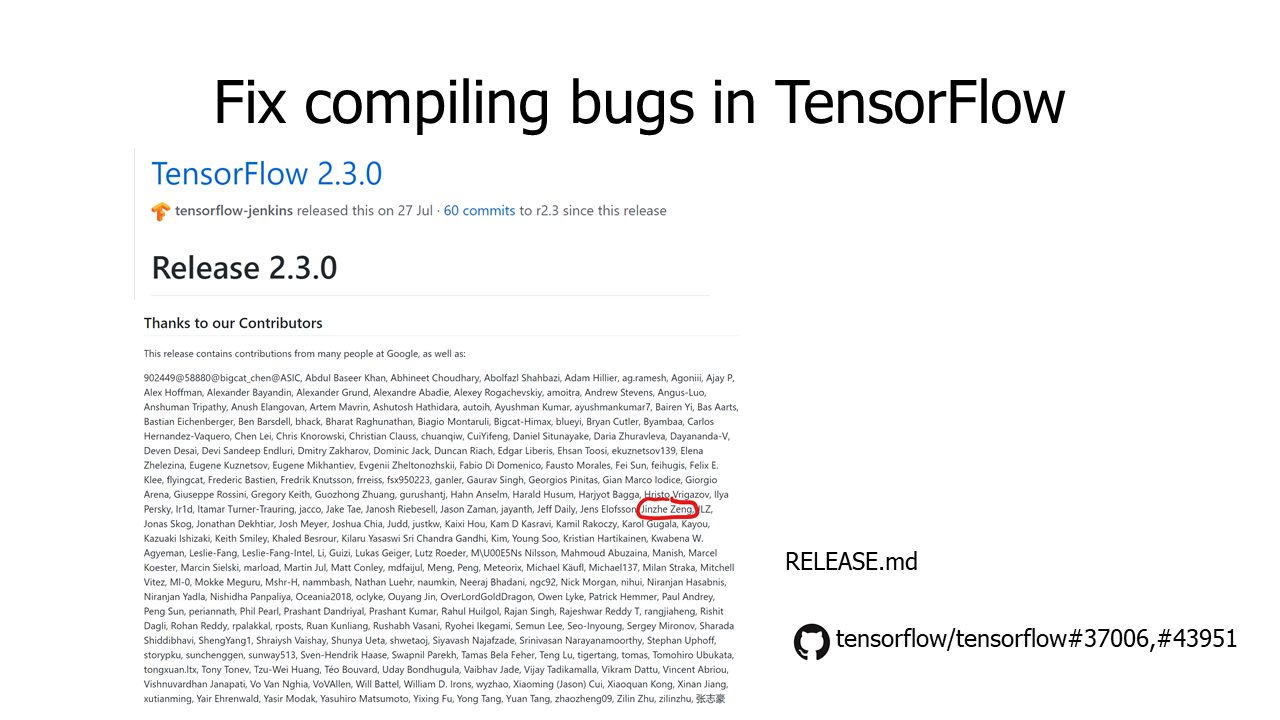 Fix compiling bugs in TensorFlow
TensorFlow 2.3.0
tensorflow-jenkins released this on 27 Jul · 60 commits to r2.3 since this release
Release 2.3.0
Thanks to our Contributors
This release contains contributions from many people at Google, as well as:
902449@58880@bigcat_chen@ASIC, Abdul Baseer Khan, Abhineet Choudhary, Abolfazl Shahbazi, Adam Hillier, ag.ramesh, Agoniii, Ajay P,
Alex Hoffman, Alexander Bayandin, Alexander Grund, Alexandre Abadie, Alexey Rogachevskiy, amoitra, Andrew Stevens, Angus-Luo,
Anshuman Tripathy, Anush Elangovan, Artem Mavrin, Ashutosh Hathidara, autoih, Ayushman Kumar, ayushmankumar7, Bairen Yi, Bas Aarts,
Bastian Eichenberger, Ben Barsdell, bhack, Bharat Raghunathan, Biagio Montaruli, Bigcat-Himax, blueyi, Bryan Cutler, Byambaa, Carlos
Hernandez-Vaquero, Chen Lei, Chris Knorowski, Christian Clauss, chuanqiw, CuiYifeng, Daniel Situnayake, Daria Zhuravleva, Dayananda-V,
Deven Desai, Devi Sandeep Endluri, Dmitry Zakharov, Dominic Jack, Duncan Riach, Edgar Liberis, Ehsan Toosi, ekuznetsov139, Elena
Zhelezina, Eugene Kuznetsov, Eugene Mikhantiev, Evgenii Zheltonozhskii, Fabio Di Domenico, Fausto Morales, Fei Sun, feihugis, Felix E.
Klee, flyingcat, Frederic Bastien, Fredrik Knutsson, frreiss, fsx950223, ganler, Gaurav Singh, Georgios Pinitas, Gian Marco Iodice, Giorgio
Arena, Giuseppe Rossini, Gregory Keith, Guozhong Zhuang, gurushantj, Hahn Anselm, Harald Husum, Harjyot Bagga, Hristo Vrigazov, Ilya
Persky, Ir1d, Itamar Turner-Trauring, jacco, Jake Tae, Janosh Riebesell, Jason Zaman, jayanth, Jeff Daily, Jens Elofsson, Jinzhe Zeng, JLZ,
Jonas Skog, Jonathan Dekhtiar, Josh Meyer, Joshua Chia, Judd, justkw, Kaixi Hou, Kam D Kasravi, Kamil Rakoczy, Karol Gugala, Kayou,
Kazuaki Ishizaki, Keith Smiley, Khaled Besrour, Kilaru Yasaswi Sri Chandra Gandhi, Kim, Young Soo, Kristian Hartikainen, Kwabena W.
Agyeman, Leslie-Fang, Leslie-Fang-Intel, Li, Guizi, Lukas Geiger, Lutz Roeder, M\U00E5Ns Nilsson, Mahmoud Abuzaina, Manish, Marcel
Koester, Marcin Sielski, marload, Martin Jul, Matt Conley, mdfaijul, Meng, Peng, Meteorix, Michael Käufl, Michael137, Milan Straka, Mitchell
Vitez, Ml-0, Mokke Meguru, Mshr-H, nammbash, Nathan Luehr, naumkin, Neeraj Bhadani, ngc92, Nick Morgan, nihui, Niranjan Hasabnis,
Niranjan Yadla, Nishidha Panpaliya, Oceania2018, oclyke, Ouyang Jin, OverLordGoldDragon, Owen Lyke, Patrick Hemmer, Paul Andrey,
Peng Sun, periannath, Phil Pearl, Prashant Dandriyal, Prashant Kumar, Rahul Huilgol, Rajan Singh, Rajeshwar Reddy T, rangjiaheng, Rishit
Dagli, Rohan Reddy, rpalakkal, rposts, Ruan Kunliang, Rushabh Vasani, Ryohei Ikegami, Semun Lee, Seo-Inyoung, Sergey Mironov, Sharada
Shiddibhavi, ShengYang1, Shraiysh Vaishay, Shunya Ueta, shwetaoj, Siyavash Najafzade, Srinivasan Narayanamoorthy, Stephan Uphoff,
storypku, sunchenggen, sunway513, Sven-Hendrik Haase, Swapnil Parekh, Tamas Bela Feher, Teng Lu, tigertang, tomas, Tomohiro Ubukata,
tongxuan.ltx, Tony Tonev, Tzu-Wei Huang, Téo Bouvard, Uday Bondhugula, Vaibhav Jade, Vijay Tadikamalla, Vikram Dattu, Vincent Abriou,
Vishnuvardhan Janapati, Vo Van Nghia, VoVAllen, Will Battel, William D. Irons, wyzhao, Xiaoming (Jason) Cui, Xiaoquan Kong, Xinan Jiang,
xutianming, Yair Ehrenwald, Yasir Modak, Yasuhiro Matsumoto, Yixing Fu, Yong Tang, Yuan Tang, zhaozheng09, Zilin Zhu, zilinzhu, 张志豪
RELEASE.md
tensorflow/tensorflow#37006,#43951